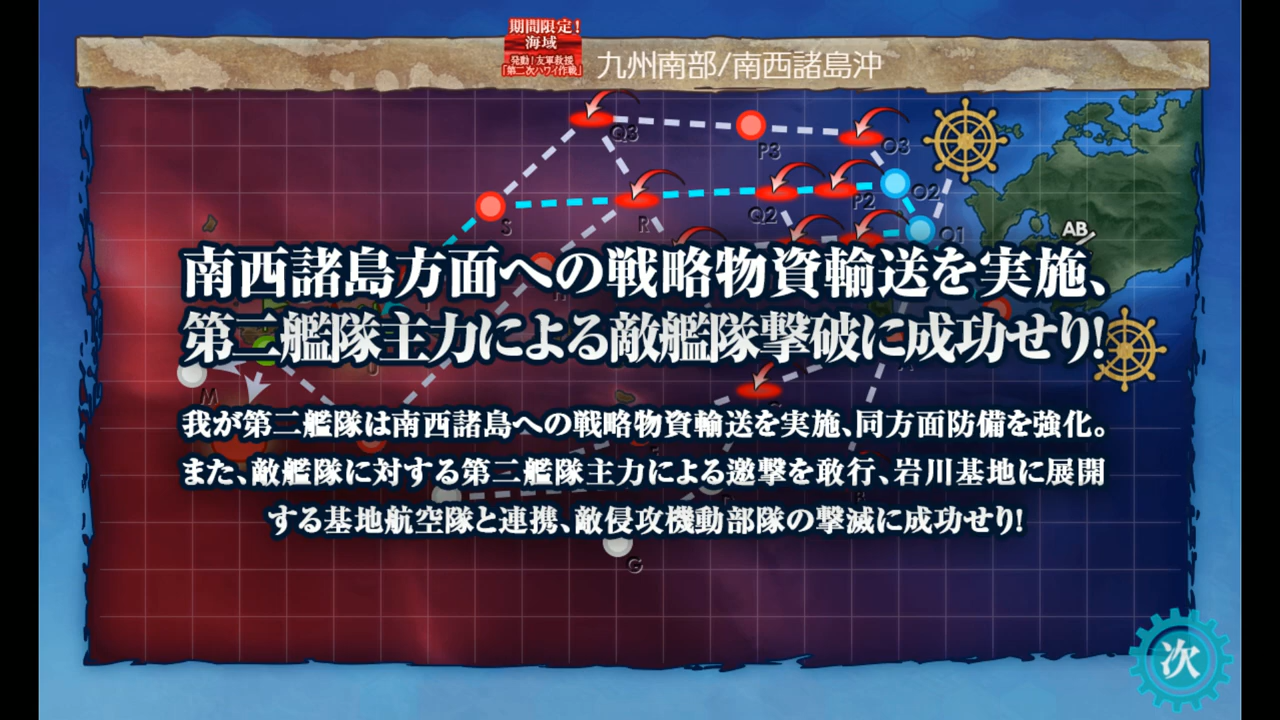 期間限定!
海域
発動!友軍救援
「第二次ハワイ作戦」
九州南部/南西諸島沖
Q3
P3
O3
O2
P2
Q2
R
S
O1
AB
南西諸島方面への戦略物資輸送を実施、
第二艦隊主力による敵艦隊撃破に成功せり!
M
我が第二艦隊は南西諸島への戦略物資輸送を実施、同方面防備を強化。
また、敵艦隊に対する第二艦隊主力による邀撃を敢行、岩川基地に展開
する基地航空隊と連携、敵侵攻機動部隊の撃滅に成功せり!
G
次